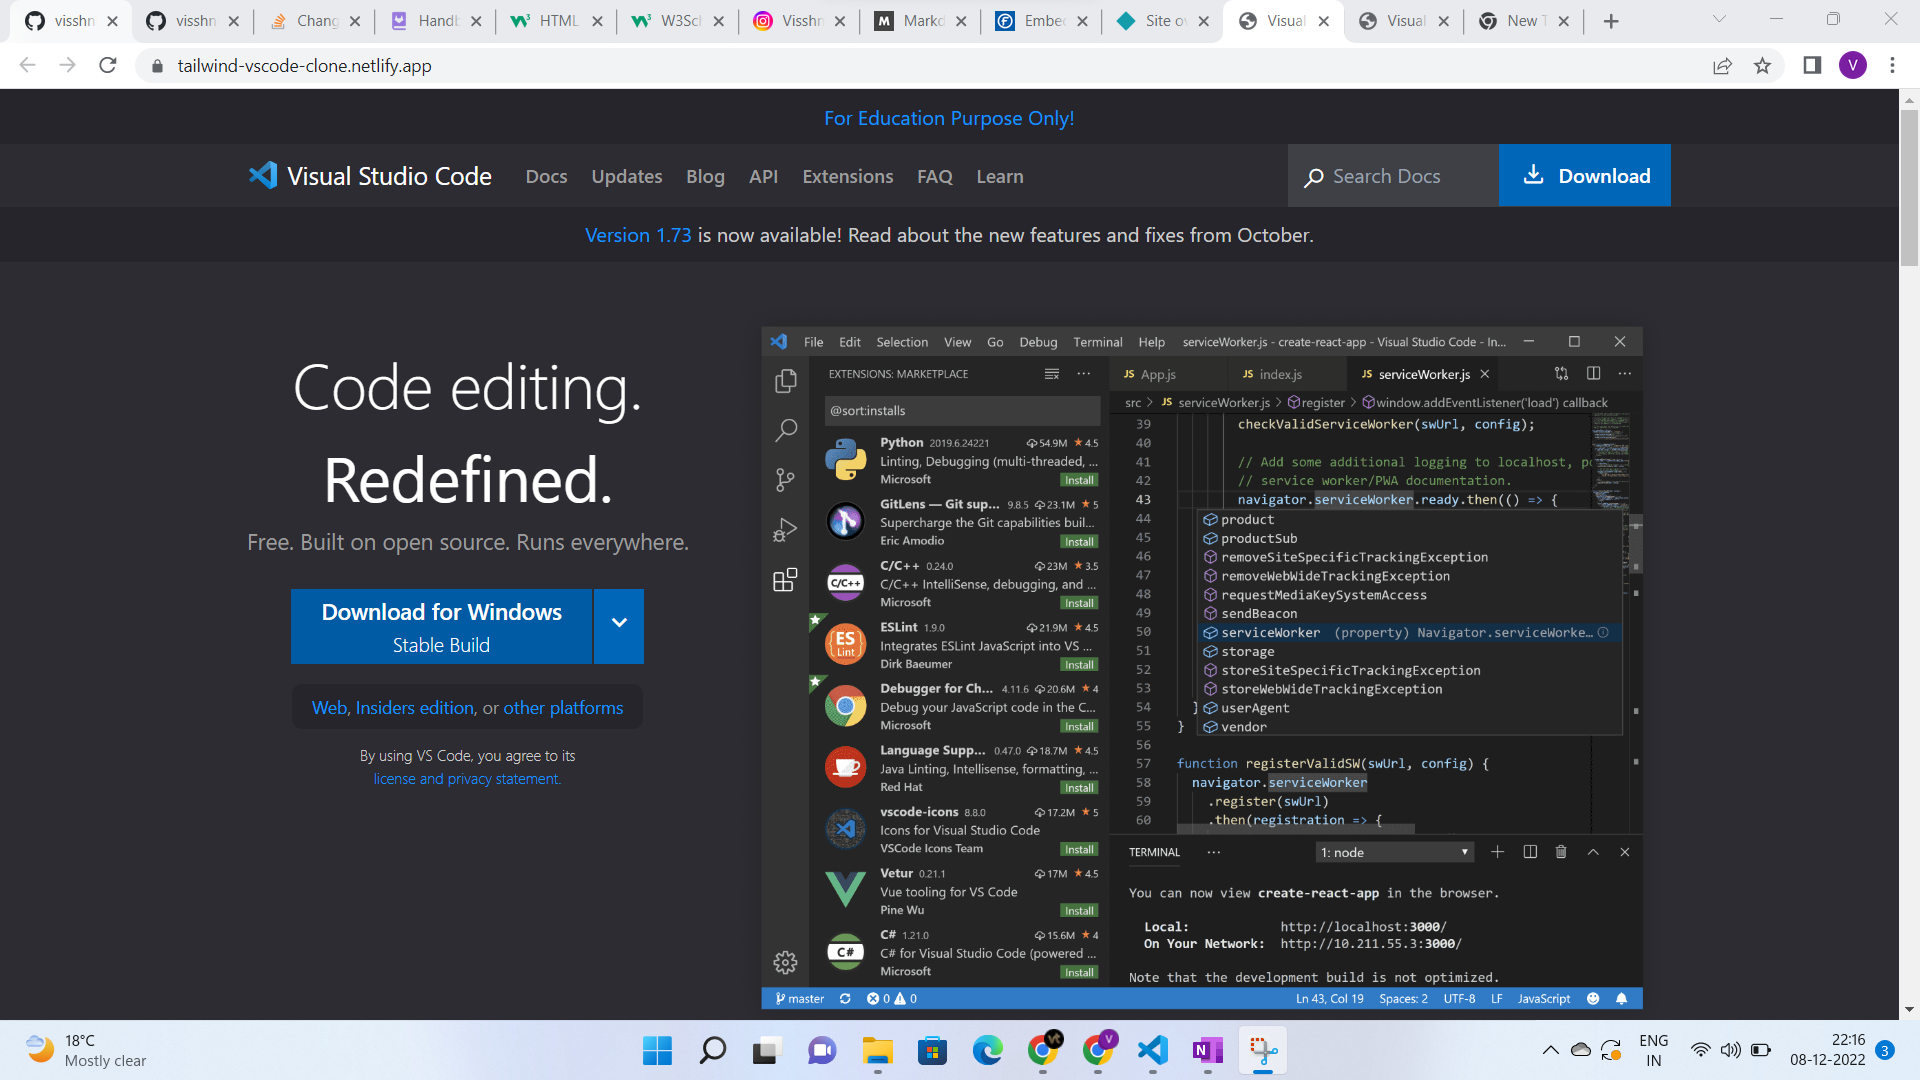 visshn
visshn
Chang
Handb
HTML
W3Sch
Visshn
Markd
Embed
Site ov
Visual
Visual
New T
tailwind-vscode-clone.netlify.app
V
For Education Purpose Only!
Visual Studio Code
Docs
Updates
Blog
API
Extensions
FAQ
Learn
Search Docs
Download
Version 1.73 is now available! Read about the new features and fixes from October.
Code editing.
Redefined.
Free. Built on open source. Runs everywhere.
Download for Windows
Stable Build
Web, Insiders edition, or other platforms
By using VS Code, you agree to its
license and privacy statement.
File Edit Selection View Go Debug Terminal Help serviceWorker.js - create-react-app - Visual Studio Code - In...
EXTENSIONS: MARKETPLACE
@sort:installs
Python 2019.6.24221 54.9M 4.5
Linting, Debugging (multi-threaded, ...
Microsoft Install
GitLens — Git sup... 9.8.5 23.1M 5
Supercharge the Git capabilities buil...
Eric Amodio Install
C/C++ 0.24.0 23M 3.5
C/C++
C/C++ IntelliSense, debugging, and ...
Microsoft Install
ESLint 1.9.0 21.9M 4.5
ES
Lint
Integrates ESLint JavaScript into VS ...
Dirk Baeumer Install
Debugger for Ch... 4.11.6 20.6M 4
Debug your JavaScript code in the C...
Microsoft Install
Language Supp... 0.47.0 18.7M 4.5
Java Linting, Intellisense, formatting, ...
Red Hat Install
vscode-icons 8.8.0 17.2M 5
Icons for Visual Studio Code
VSCode Icons Team Install
Vetur 0.21.1 17M 4.5
Vue tooling for VS Code
Pine Wu Install
C# 1.21.0 15.6M 4
C#
C# for Visual Studio Code (powered ...
Microsoft Install
JS App.js
JS index.js
JS serviceWorker.js
src > JS serviceWorker.js > register > window.addEventListener('load') callback
39 checkValidServiceWorker(swUrl, config);
40
41 // Add some additional logging to localhost, po
42 // service worker/PWA documentation.
43 navigator.serviceWorker.ready.then(() => {
44 product
45 productSub
46 removeSiteSpecificTrackingException
47 removeWebWideTrackingException
48 requestMediaKeySystemAccess
49 sendBeacon
50 serviceWorker (property) Navigator.serviceWorke...
51 storage
52 storeSiteSpecificTrackingException
53 storeWebWideTrackingException
54 } userAgent
55 } vendor
56
57 function registerValidSW(swUrl, config) {
58 navigator.serviceWorker
59 .register(swUrl)
60 .then(registration => {
TERMINAL ... 1: node
You can now view create-react-app in the browser.
Local: http://localhost:3000/
On Your Network: http://10.211.55.3:3000/
Note that the development build is not optimized.
master 0 0 Ln 43, Col 19 Spaces: 2 UTF-8 LF JavaScript
18°C
Mostly clear
ENG
IN
22:16
08-12-2022
3